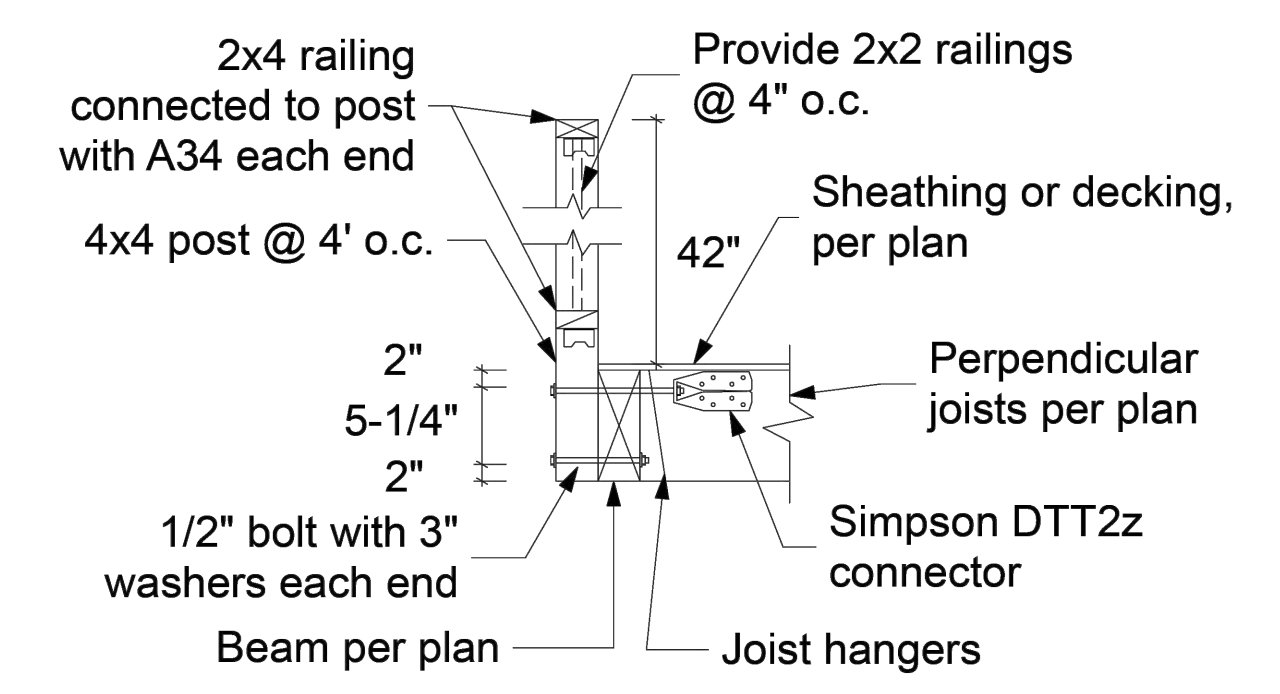 2x4 railing
connected to post
with A34 each end
Provide 2x2 railings
@ 4" o.c.
Sheathing or decking,
per plan
4x4 post @ 4' o.c.
42"
2"
5-1/4"
2"
Perpendicular
joists per plan
1/2" bolt with 3"
washers each end
Simpson DTT2z
connector
Beam per plan
Joist hangers